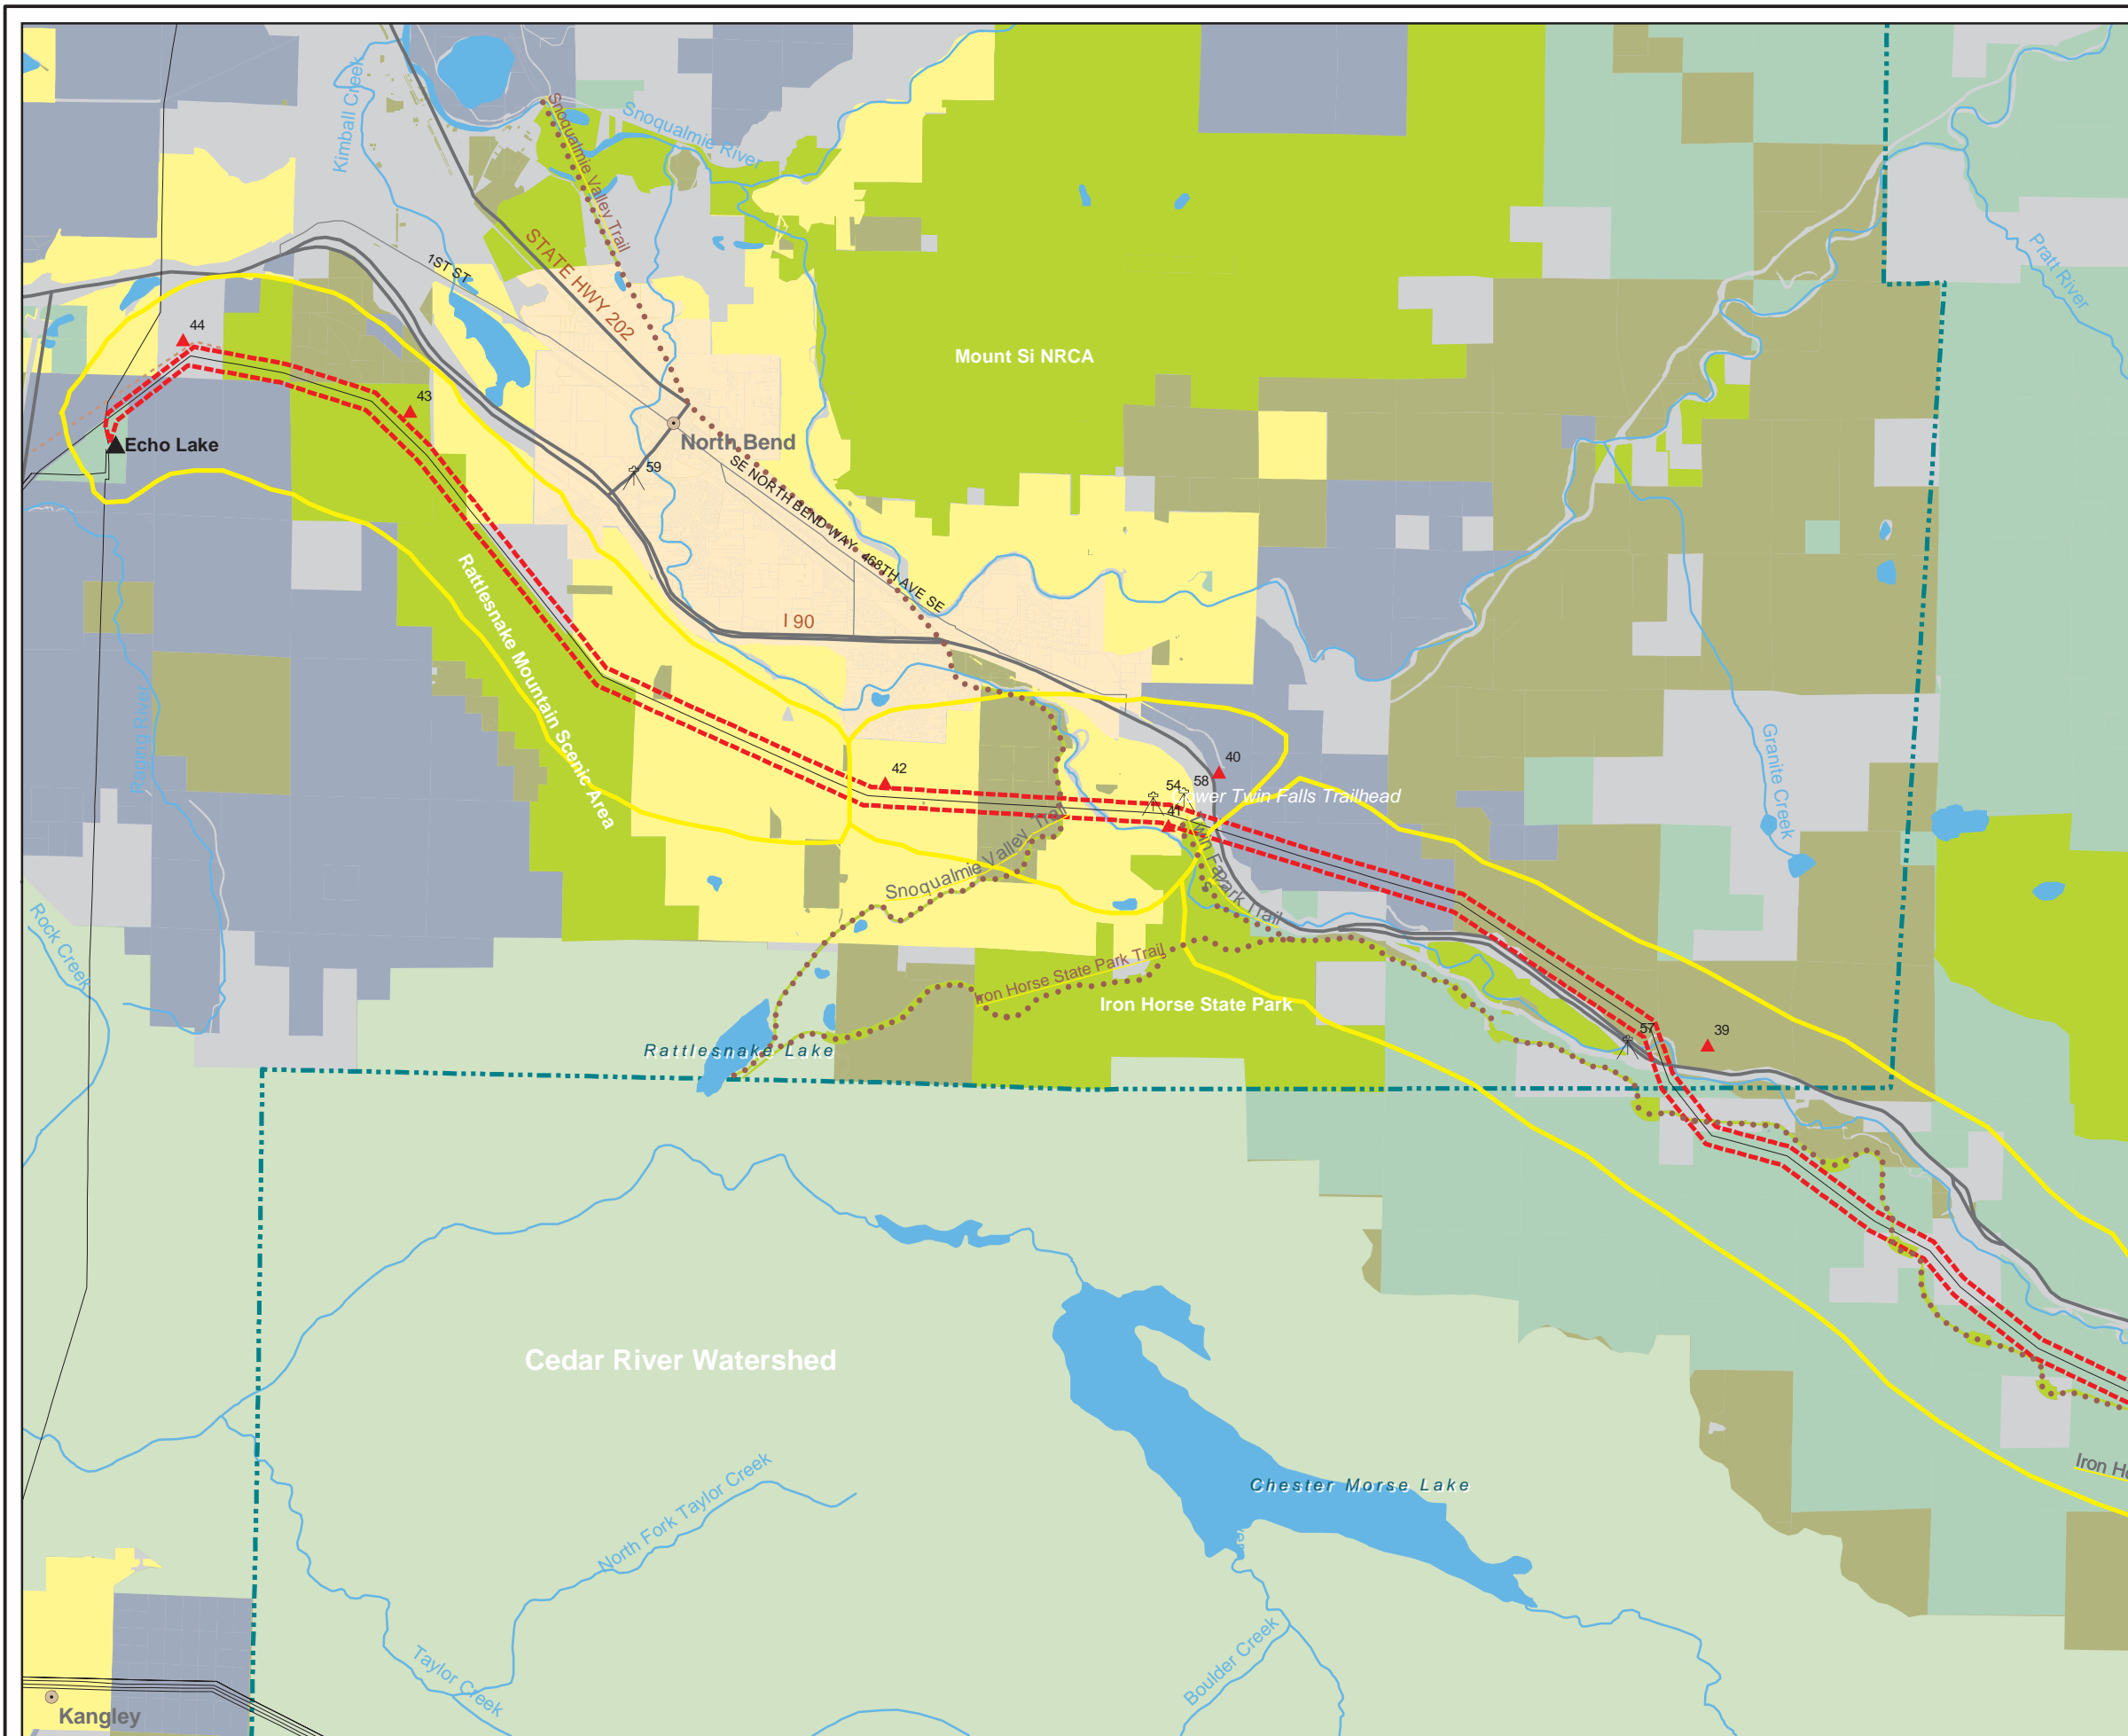 Kimball Creek
Snoqualmie River
Snoqualmie Valley Trail
STATE HWY 202
1ST ST
Pratt River
44
43
Mount Si NRCA
Echo Lake
North Bend
59
SE NORTH BEND WAY
468TH AVE SE
I 90
Rattlesnake Mountain Scenic Area
Raging River
Granite Creek
42
40
54
58
41
Lower Twin Falls Trailhead
Twin Falls
Park Trail
Snoqualmie Valley Trail
Rock Creek
Iron Horse State Park Trail
Iron Horse State Park
Rattlesnake Lake
57
39
Cedar River Watershed
Chester Morse Lake
North Fork Taylor Creek
Taylor Creek
Boulder Creek
Kangley